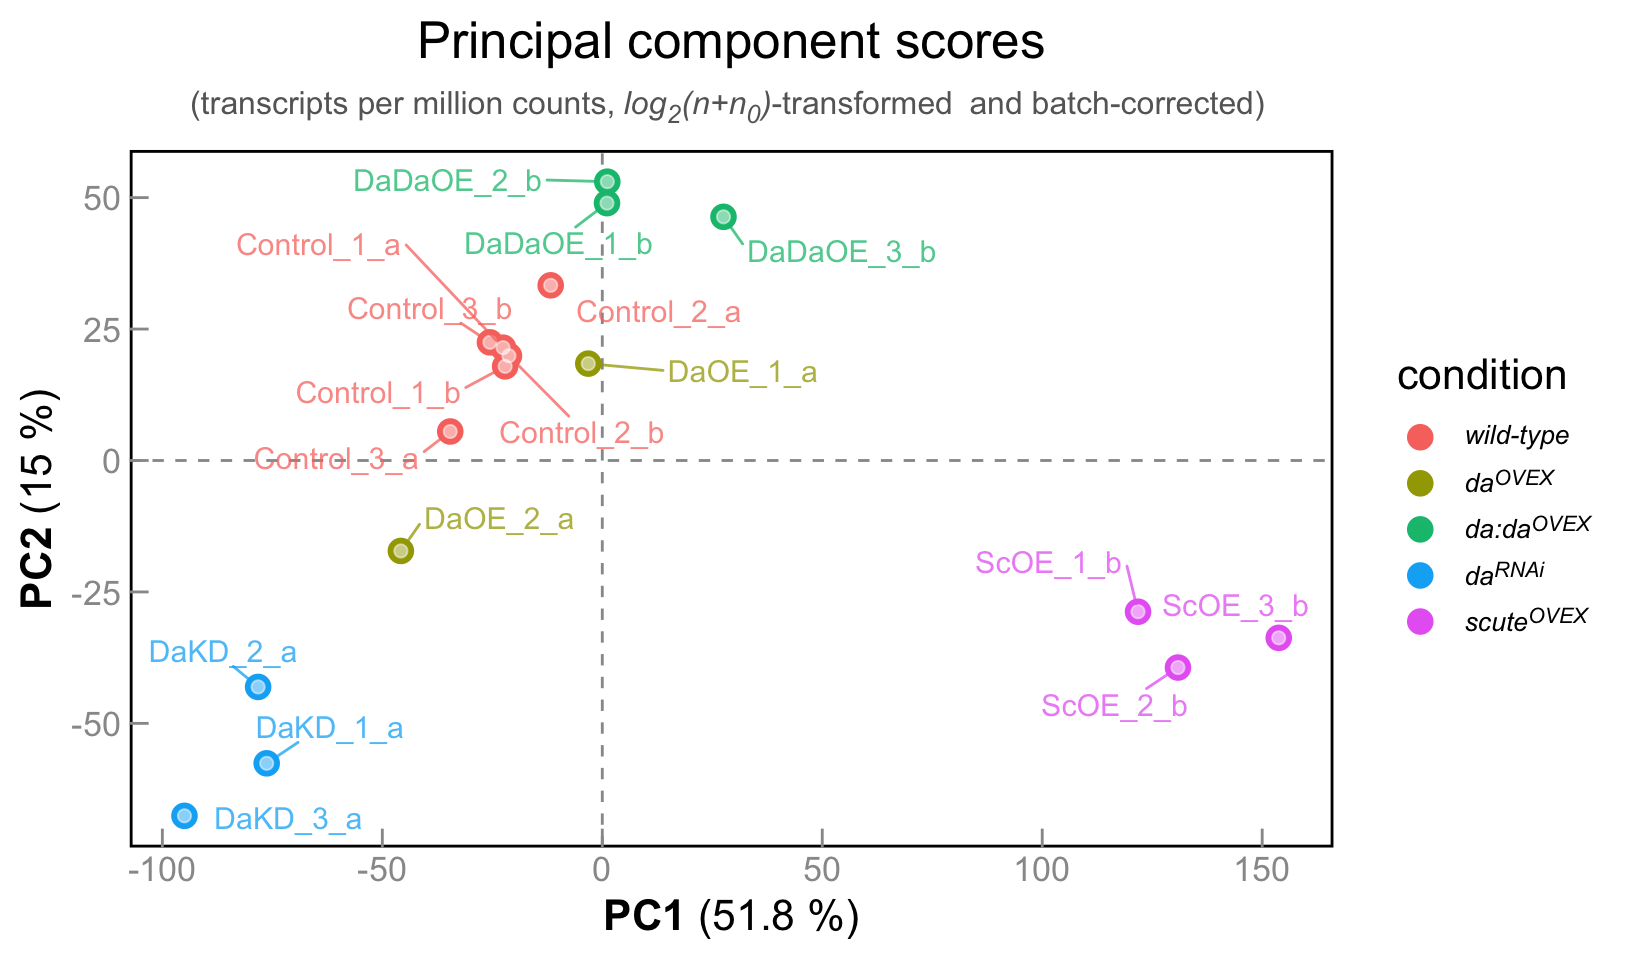 Principal component scores
(transcripts per million counts, log2(n+n0)-transformed and batch-corrected)
PC2 (15 %)
50
25
0
-25
-50
DaDaOE_2_b
DaDaOE_1_b
DaDaOE_3_b
Control_1_a
Control_3_b
Control_2_a
DaOE_1_a
Control_1_b
Control_2_b
Control_3_a
DaOE_2_a
ScOE_1_b
ScOE_3_b
DaKD_2_a
ScOE_2_b
DaKD_1_a
DaKD_3_a
-100
-50
0
50
100
150
PC1 (51.8 %)
condition
wild-type
daOVEX
da:daOVEX
daRNAi
scuteOVEX